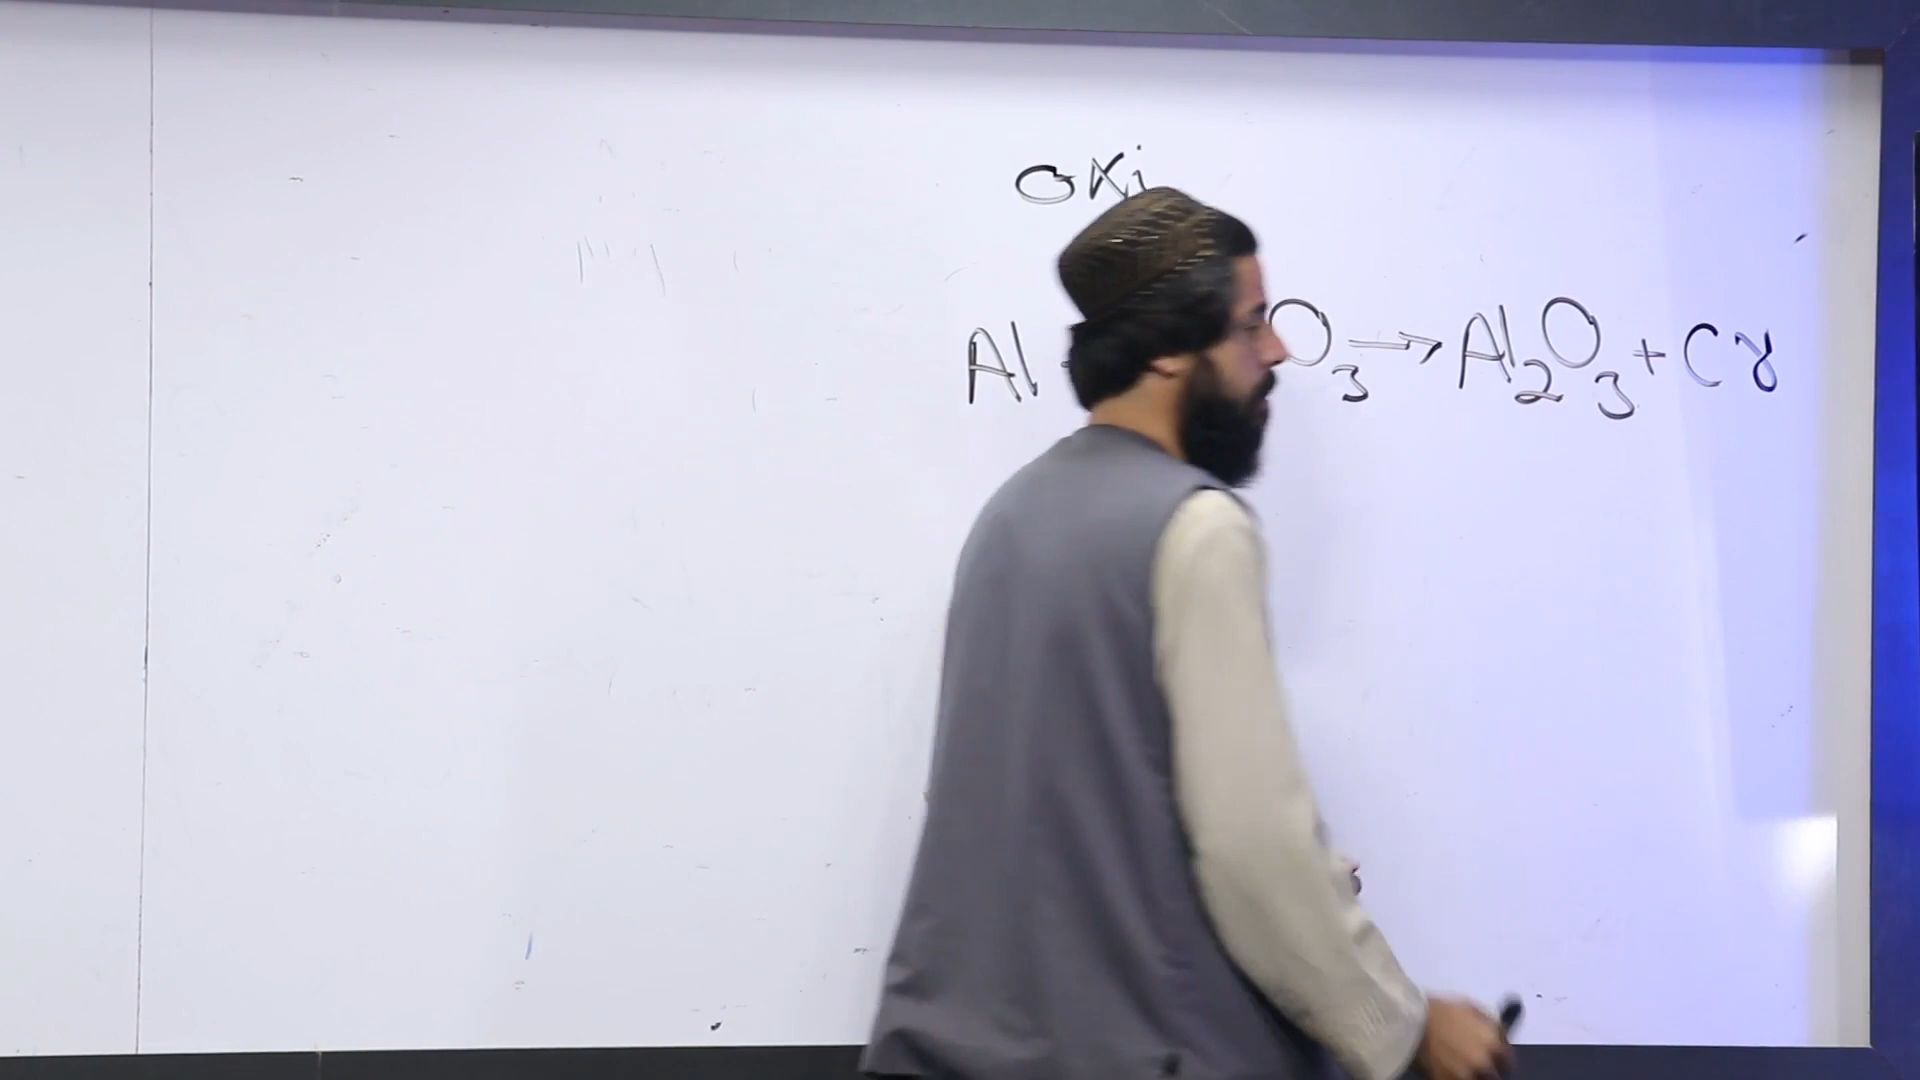 oxi
Al O₃ → Al₂O₃ + Cr